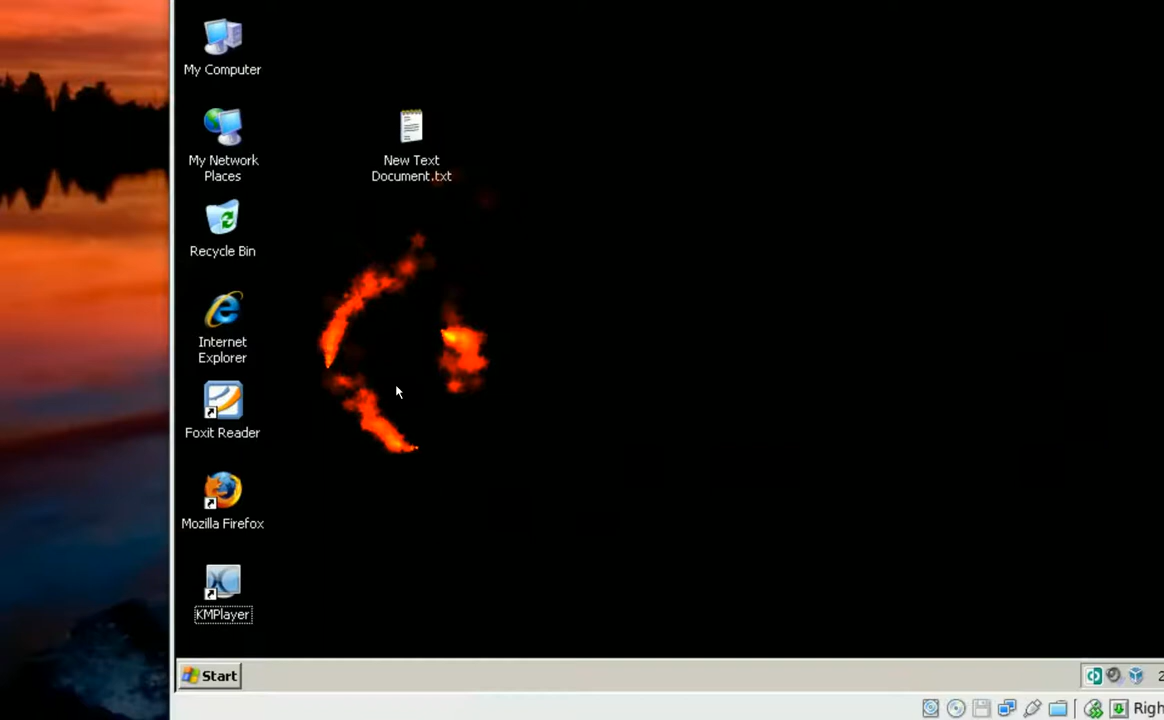 My Computer
My Network
Places
New Text
Document.txt
Recycle Bin
Internet
Explorer
Foxit Reader
Mozilla Firefox
KMPlayer
Start
2
Righ